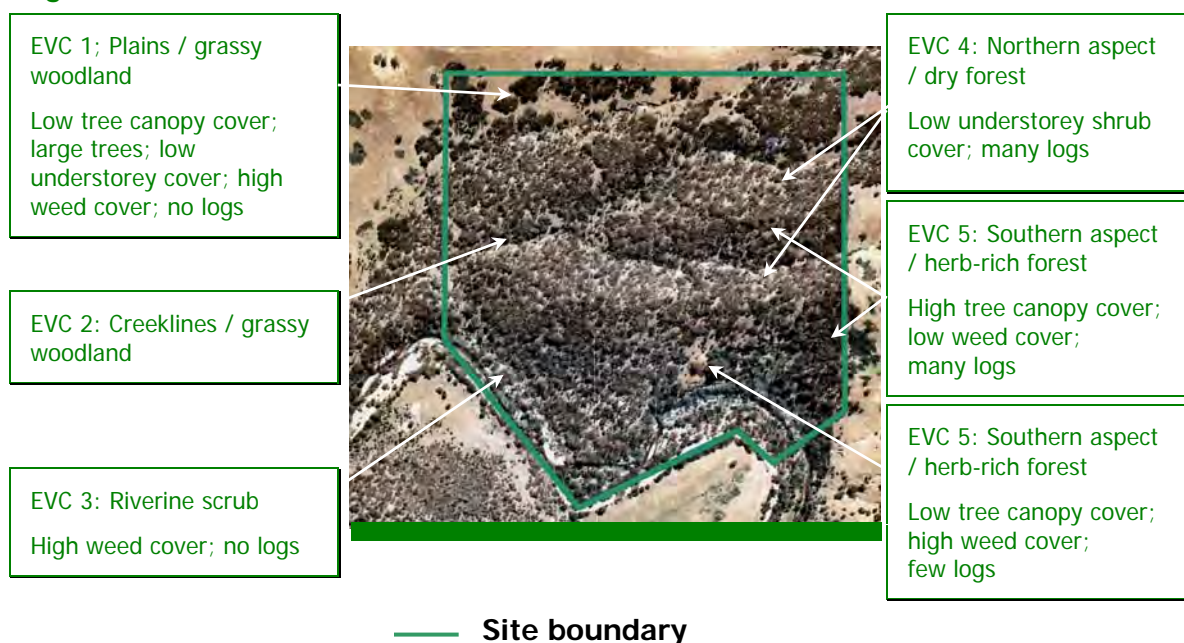 EVC 1; Plains / grassy
woodland
Low tree canopy cover;
large trees; low
understorey cover; high
weed cover; no logs
EVC 2: Creeklines / grassy
woodland
EVC 3: Riverine scrub
High weed cover; no logs
EVC 4: Northern aspect
/ dry forest
Low understorey shrub
cover; many logs
EVC 5: Southern aspect
/ herb-rich forest
High tree canopy cover;
low weed cover;
many logs
EVC 5: Southern aspect
/ herb-rich forest
Low tree canopy cover;
high weed cover;
few logs
Site boundary